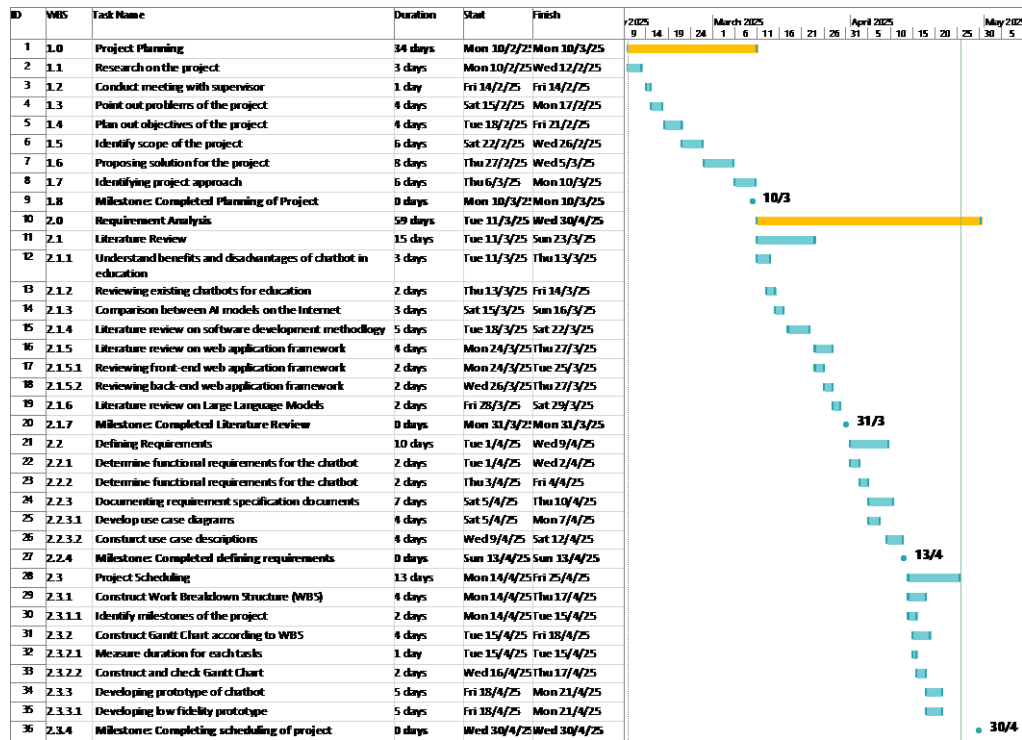 ID WBS Task Name Duration Start Finish 2025 March 2025 April 2025 May 2025
9 14 19 24 1 6 11 16 21 26 31 5 10 15 20 25 30 5
1 1.0 Project Planning 34 days Mon 10/2/25 Mon 10/3/25
2 1.1 Research on the project 3 days Mon 10/2/25 Wed 12/2/25
3 1.2 Conduct meeting with supervisor 1 day Fri 14/2/25 Fri 14/2/25
4 1.3 Point out problems of the project 4 days Sat 15/2/25 Mon 17/2/25
5 1.4 Plan out objectives of the project 4 days Tue 18/2/25 Fri 21/2/25
6 1.5 Identify scope of the project 6 days Sat 22/2/25 Wed 26/2/25
7 1.6 Proposing solution for the project 8 days Thu 27/2/25 Wed 5/3/25
8 1.7 Identifying project approach 6 days Thu 6/3/25 Mon 10/3/25
9 1.8 Milestone: Completed Planning of Project 0 days Mon 10/3/2 Mon 10/3/25 10/3
10 2.0 Requirement Analysis 59 days Tue 11/3/25 Wed 30/4/25
11 2.1 Literature Review 15 days Tue 11/3/25 Sun 23/3/25
12 2.1.1 Understand benefits and disadvantages of chatbot in 3 days Tue 11/3/25 Thu 13/3/25
education
13 2.1.2 Reviewing existing chatbots for education 2 days Thu 13/3/25 Fri 14/3/25
14 2.1.3 Comparison between AI models on the Internet 3 days Sat 15/3/25 Sun 16/3/25
15 2.1.4 Literature review on software development methodlogy 5 days Tue 18/3/25 Sat 22/3/25
16 2.1.5 Literature review on web application framework 4 days Mon 24/3/25 Thu 27/3/25
17 2.1.5.1 Reviewing front-end web application framework 2 days Mon 24/3/25 Tue 25/3/25
18 2.1.5.2 Reviewing back-end web application framework 2 days Wed 26/3/25 Thu 27/3/25
19 2.1.6 Literature review on Large Language Models 2 days Fri 28/3/25 Sat 29/3/25
20 2.1.7 Milestone: Completed Literature Review 0 days Mon 31/3/2 Mon 31/3/25 31/3
21 2.2 Defining Requirements 10 days Tue 1/4/25 Wed 9/4/25
22 2.2.1 Determine functional requirements for the chatbot 2 days Tue 1/4/25 Wed 2/4/25
23 2.2.2 Determine functional requirements for the chatbot 2 days Thu 3/4/25 Fri 4/4/25
24 2.2.3 Documenting requirement specification documents 7 days Sat 5/4/25 Thu 10/4/25
25 2.2.3.1 Develop use case diagrams 4 days Sat 5/4/25 Mon 7/4/25
26 2.2.3.2 Consturct use case descriptions 4 days Wed 9/4/25 Sat 12/4/25
27 2.2.4 Milestone: Completed defining requirements 0 days Sun 13/4/25 Sun 13/4/25 13/4
28 2.3 Project Scheduling 13 days Mon 14/4/25 Fri 25/4/25
29 2.3.1 Construct Work Breakdown Structure (WBS) 4 days Mon 14/4/25 Thu 17/4/25
30 2.3.1.1 Identify milestones of the project 2 days Mon 14/4/25 Tue 15/4/25
31 2.3.2 Construct Gantt Chart according to WBS 4 days Tue 15/4/25 Fri 18/4/25
32 2.3.2.1 Measure duration for each tasks 1 day Tue 15/4/25 Tue 15/4/25
33 2.3.2.2 Construct and check Gantt Chart 2 days Wed 16/4/25 Thu 17/4/25
34 2.3.3 Developing prototype of chatbot 5 days Fri 18/4/25 Mon 21/4/25
35 2.3.3.1 Developing low fidelity prototype 5 days Fri 18/4/25 Mon 21/4/25
36 2.3.4 Milestone: Completing scheduling of project 0 days Wed 30/4/25 Wed 30/4/25 30/4